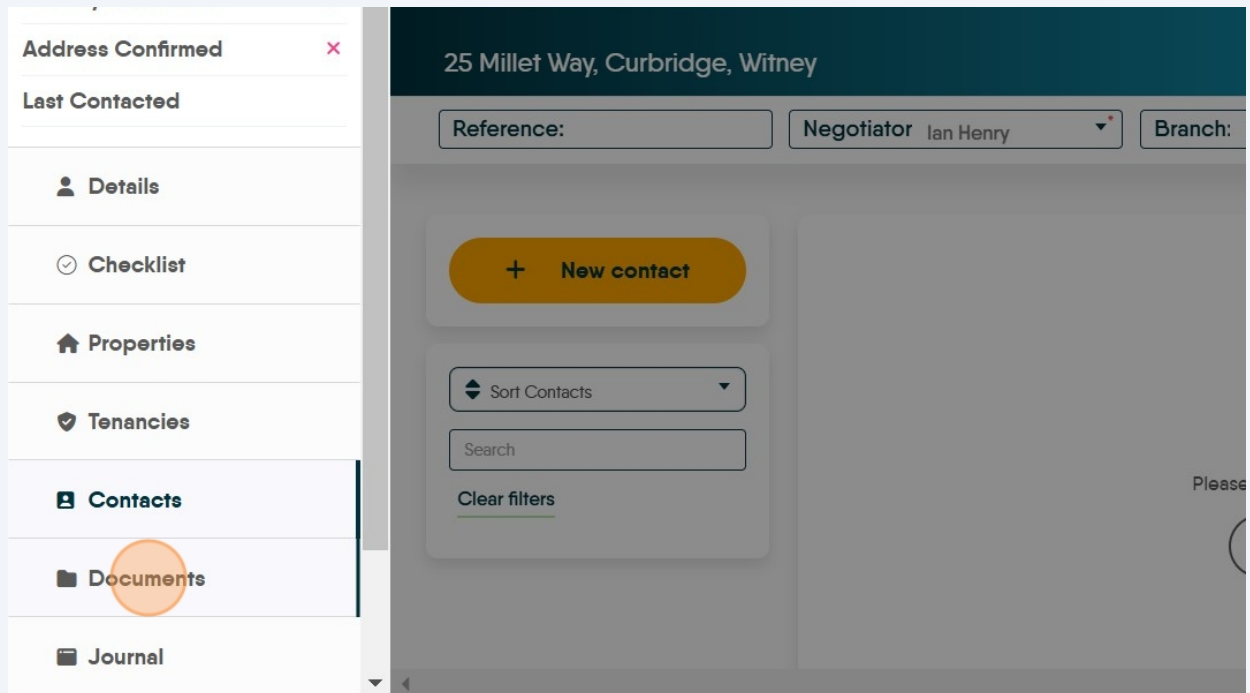 Address Confirmed
Last Contacted
Details
Checklist
Properties
Tenancies
Contacts
Documents
Journal
25 Millet Way, Curbridge, Witney
Reference:
Negotiator Ian Henry
Branch:
New contact
Sort Contacts
Search
Clear filters
Please